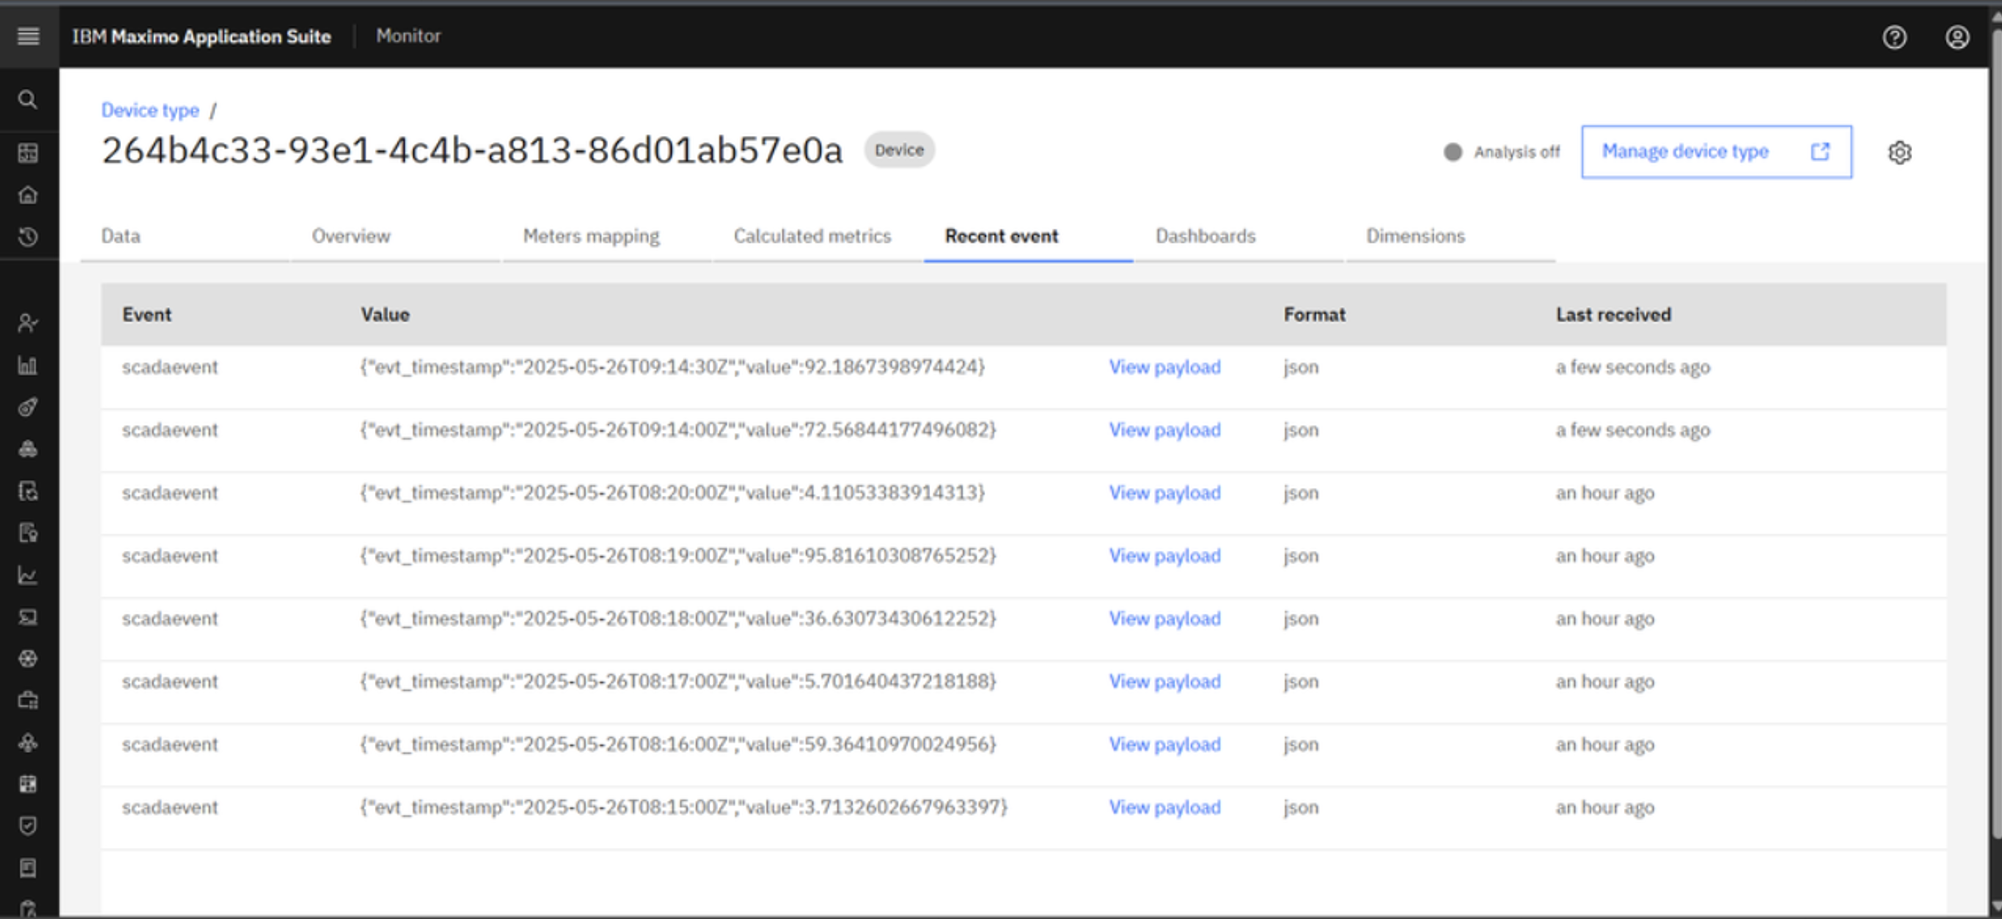 IBM Maximo Application Suite Monitor
Device type /
264b4c33-93e1-4c4b-a813-86d01ab57e0a Device Analysis off Manage device type
Data Overview Meters mapping Calculated metrics Recent event Dashboards Dimensions
Event Value Format Last received
scadaevent {"evt_timestamp":"2025-05-26T09:14:30Z","value":92.1867398974424} View payload json a few seconds ago
scadaevent {"evt_timestamp":"2025-05-26T09:14:00Z","value":72.56844177496082} View payload json a few seconds ago
scadaevent {"evt_timestamp":"2025-05-26T08:20:00Z","value":4.11053383914313} View payload json an hour ago
scadaevent {"evt_timestamp":"2025-05-26T08:19:00Z","value":95.81610308765252} View payload json an hour ago
scadaevent {"evt_timestamp":"2025-05-26T08:18:00Z","value":36.63073430612252} View payload json an hour ago
scadaevent {"evt_timestamp":"2025-05-26T08:17:00Z","value":5.701640437218188} View payload json an hour ago
scadaevent {"evt_timestamp":"2025-05-26T08:16:00Z","value":59.36410970024956} View payload json an hour ago
scadaevent {"evt_timestamp":"2025-05-26T08:15:00Z","value":3.7132602667963397} View payload json an hour ago